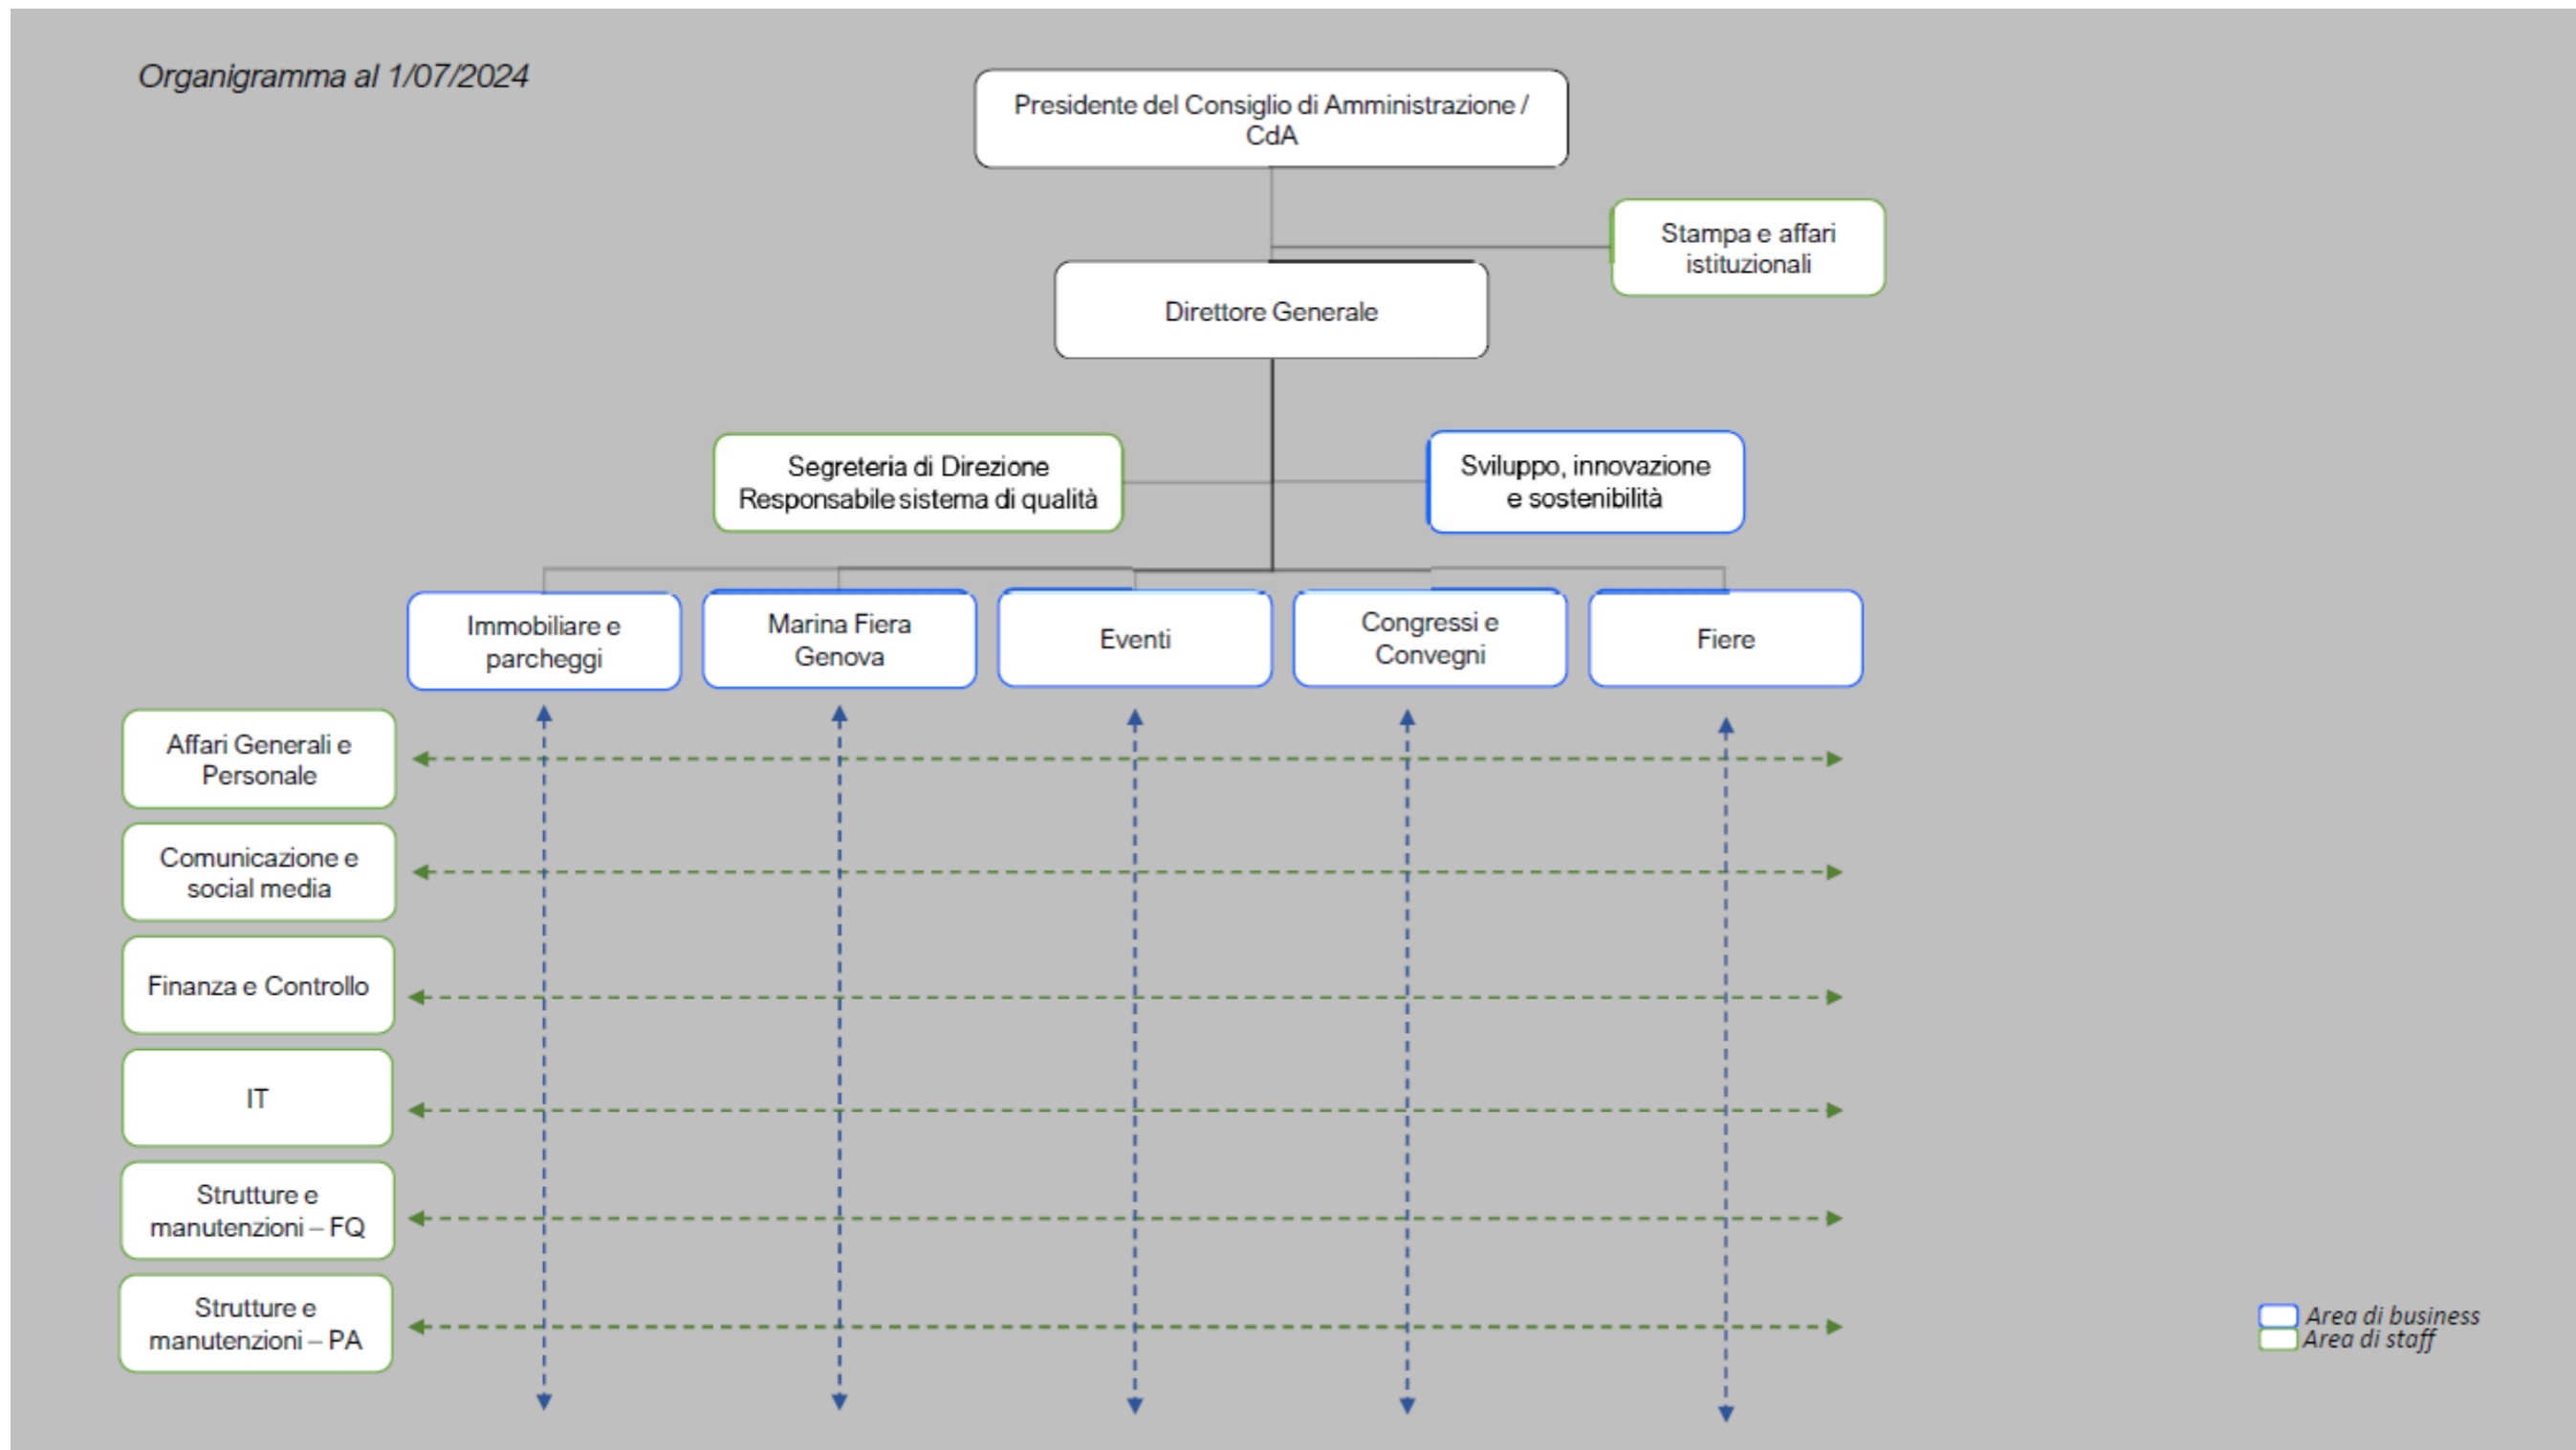 Organigramma al 1/07/2024
Presidente del Consiglio di Amministrazione /
CdA
Stampa e affari
istituzionali
Direttore Generale
Segreteria di Direzione
Responsabile sistema di qualità
Sviluppo, innovazione
e sostenibilità
Immobiliare e
parcheggi
Marina Fiera
Genova
Eventi
Congressi e
Convegni
Fiere
Affari Generali e
Personale
Comunicazione e
social media
Finanza e Controllo
IT
Strutture e
manutenzioni – FQ
Strutture e
manutenzioni – PA
Area di business
Area di staff